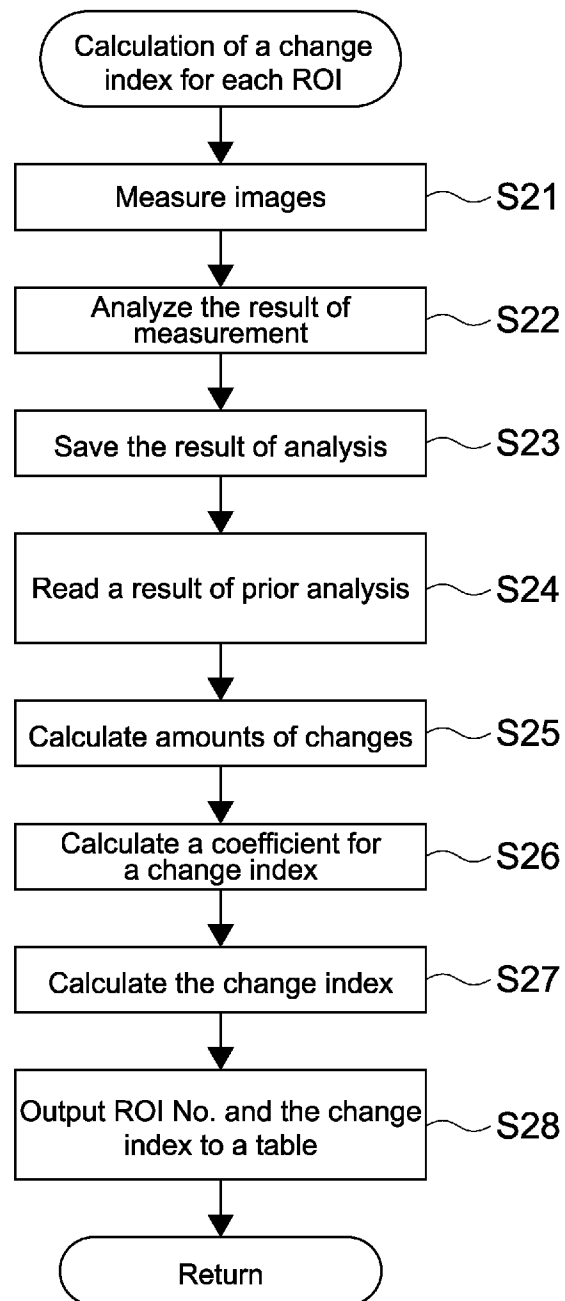 Calculation of a change
index for each ROI
Measure images
S21
Analyze the result of
measurement
S22
Save the result of analysis
S23
Read a result of prior analysis
S24
Calculate amounts of changes
S25
Calculate a coefficient for
a change index
S26
Calculate the change index
S27
Output ROI No. and the change
index to a table
S28
Return